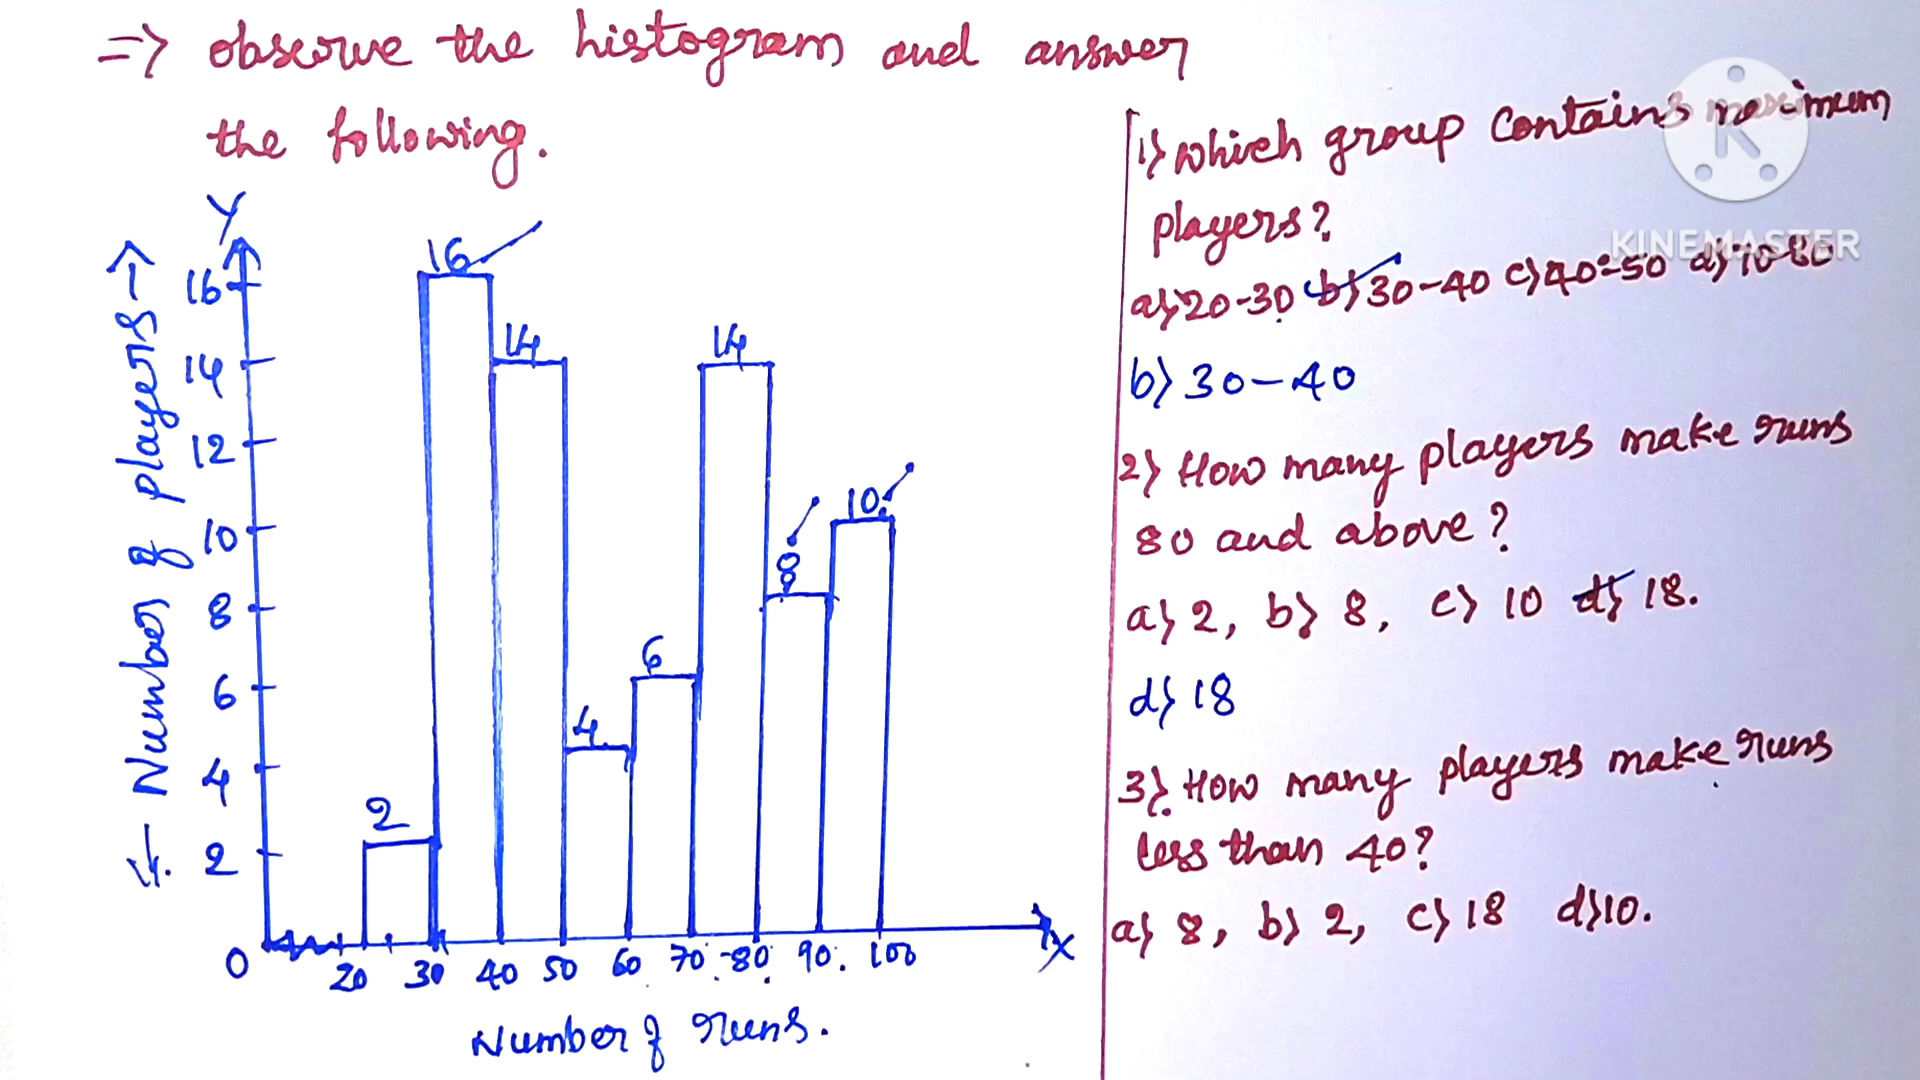 => observe the histogram and answer
the following.
Y
16
14
12
10
8
6
4
2
0
<- Number of players ->
2
16
14
4
6
14
8
10
20 30 40 50 60 70 80 90 100
X
Number of runs.
1) Which group contains maximum
players?
a) 20-30 b) 30-40 c) 40-50 d) 70-80
b) 30-40
2) How many players make runs
80 and above?
a) 2, b) 8, c) 10 d) 18.
d) 18
3) How many players make runs
less than 40?
a) 8, b) 2, c) 18 d) 10.
K
KINEMASTER